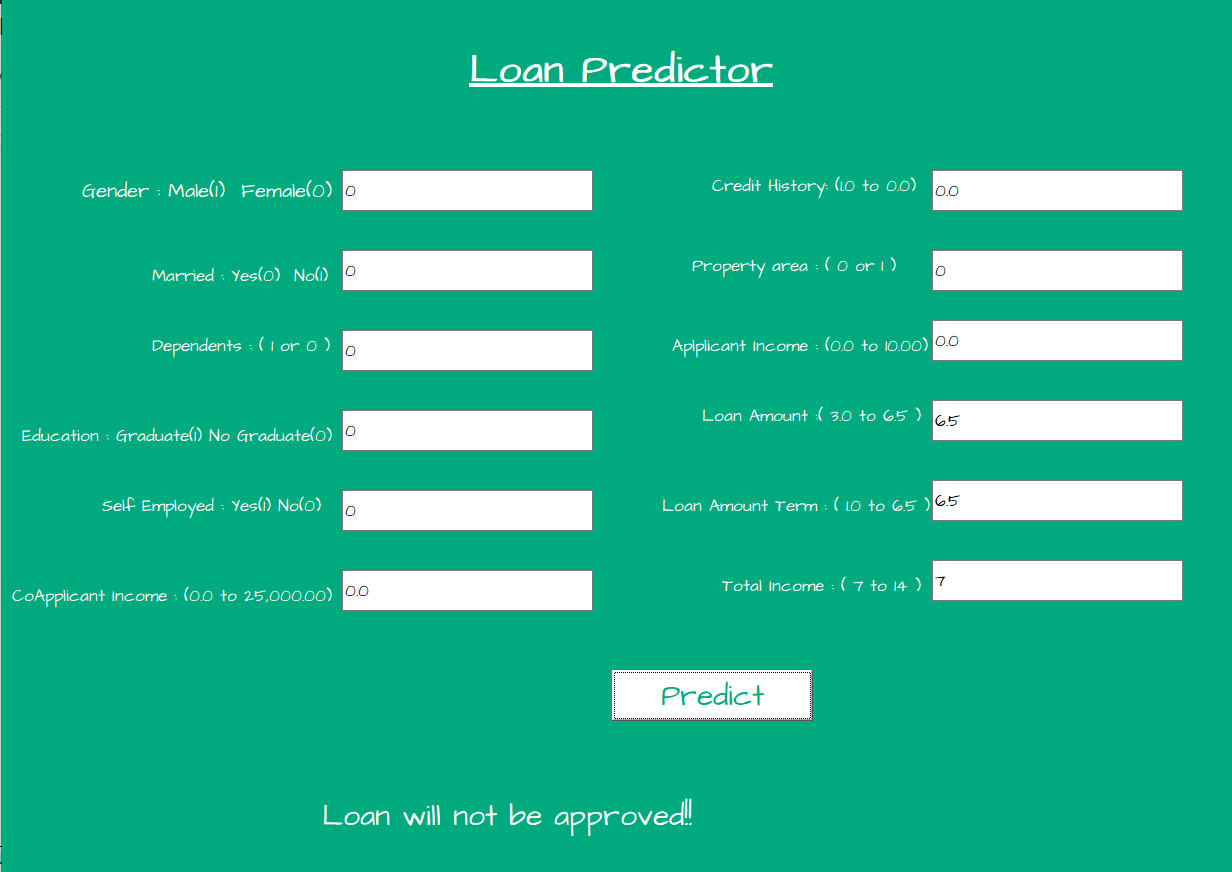 Loan Predictor
Gender : Male(1) Female(0)
0
Married : Yes(0) No(1)
0
Dependents : ( 1 or 0 )
0
Education : Graduate(1) No Graduate(0)
0
Self Employed : Yes(1) No(0)
0
CoApplicant Income : (0.0 to 25,000.00)
0.0
Credit History: (1.0 to 0.0)
0.0
Property area : ( 0 or 1 )
0
Aplplicant Income : (0.0 to 10.00)
0.0
Loan Amount :( 3.0 to 6.5 )
6.5
Loan Amount Term : ( 1.0 to 6.5 )
6.5
Total Income : ( 7 to 14 )
7
Predict
Loan will not be approved!!